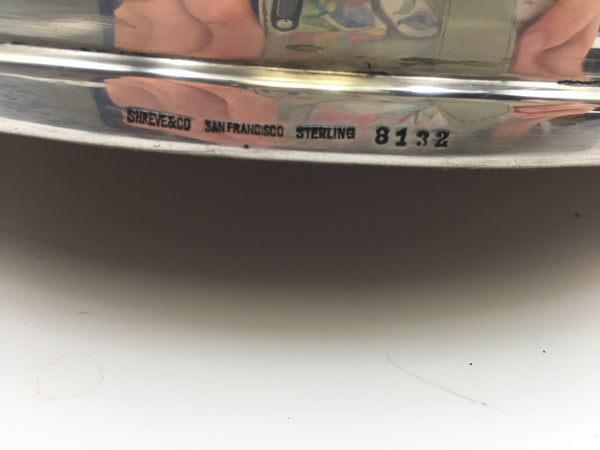 SHREVE&CO SAN FRANCISCO STERLING 8132